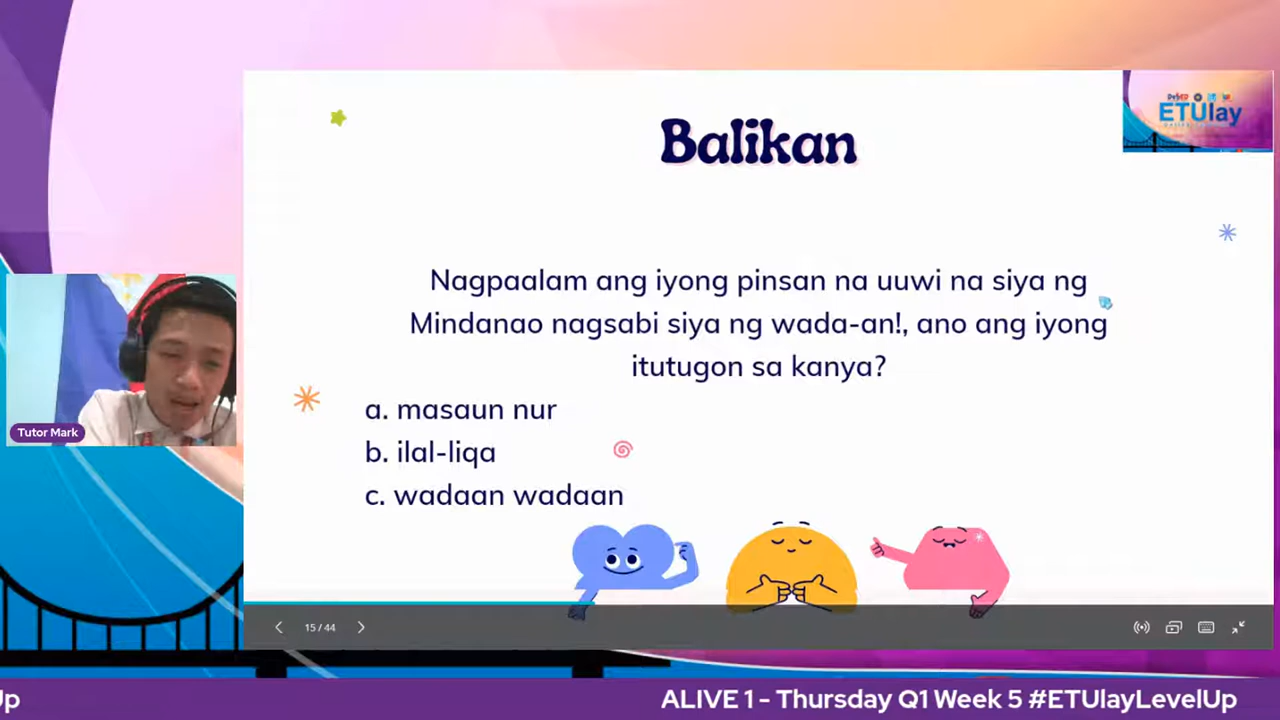 Balikan
ETUlay
Nagpaalam ang iyong pinsan na uuwi na siya ng
Mindanao nagsabi siya ng wada-an!, ano ang iyong
itutugon sa kanya?
a. masaun nur
b. ilal-liqa
c. wadaan wadaan
Tutor Mark
15 / 44
Up
ALIVE 1 - Thursday Q1 Week 5 #ETUlayLevelUp